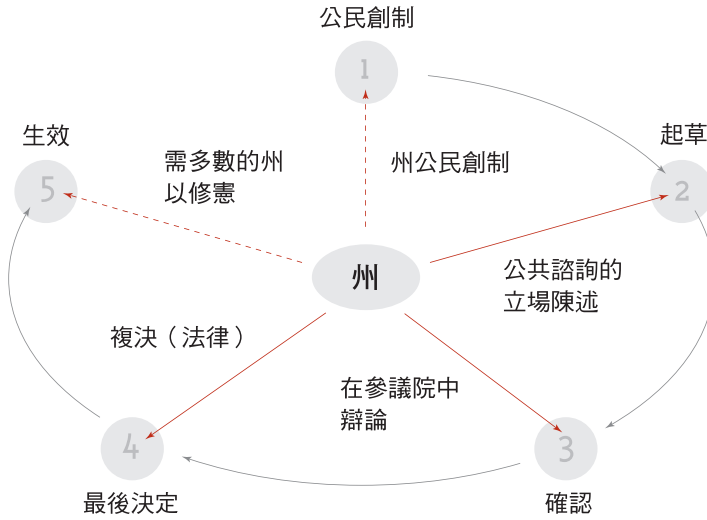 公民創制
1
生效
5
需多數的州
以修憲
州公民創制
起草
2
州
公共諮詢的
立場陳述
複決（法律）
在參議院中
辯論
4
3
最後決定
確認